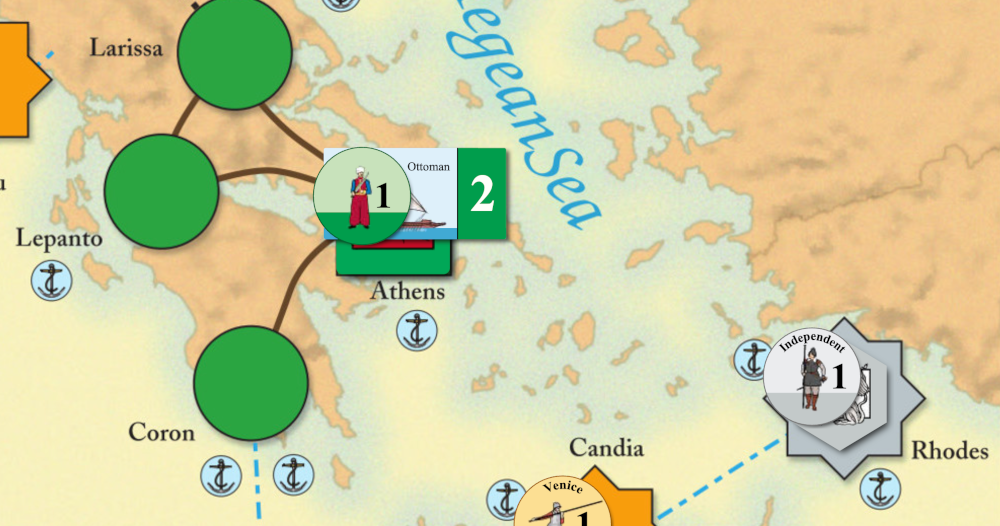 Larissa
AegeanSea
Ottoman
1
2
Lepanto
Athens
Independent
1
Coron
Candia
Rhodes
Venice
1